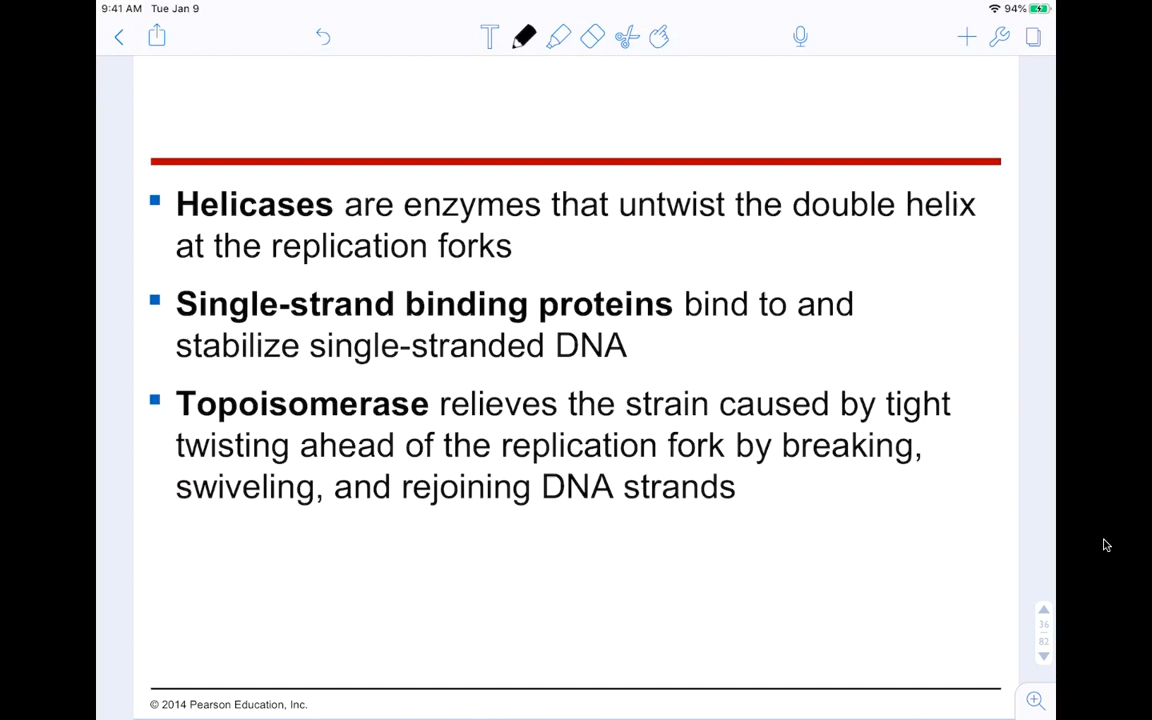 9:41 AM Tue Jan 9
94%
T
Helicases are enzymes that untwist the double helix
at the replication forks
Single-strand binding proteins bind to and
stabilize single-stranded DNA
Topoisomerase relieves the strain caused by tight
twisting ahead of the replication fork by breaking,
swiveling, and rejoining DNA strands
36
82
© 2014 Pearson Education, Inc.